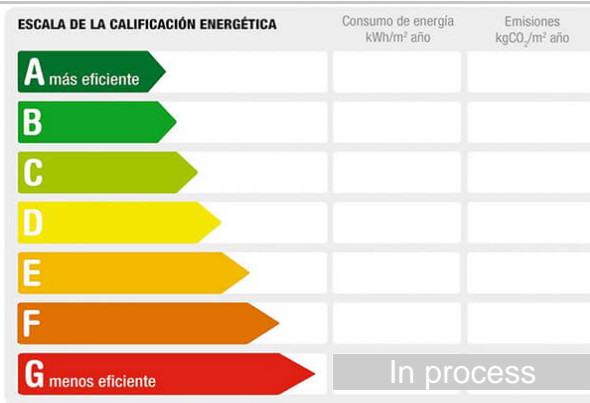 ESCALA DE LA CALIFICACIÓN ENERGÉTICA
Consumo de energía
kWh/m² año
Emisiones
kgCO₂/m² año
A más eficiente
B
C
D
E
F
G menos eficiente
In process